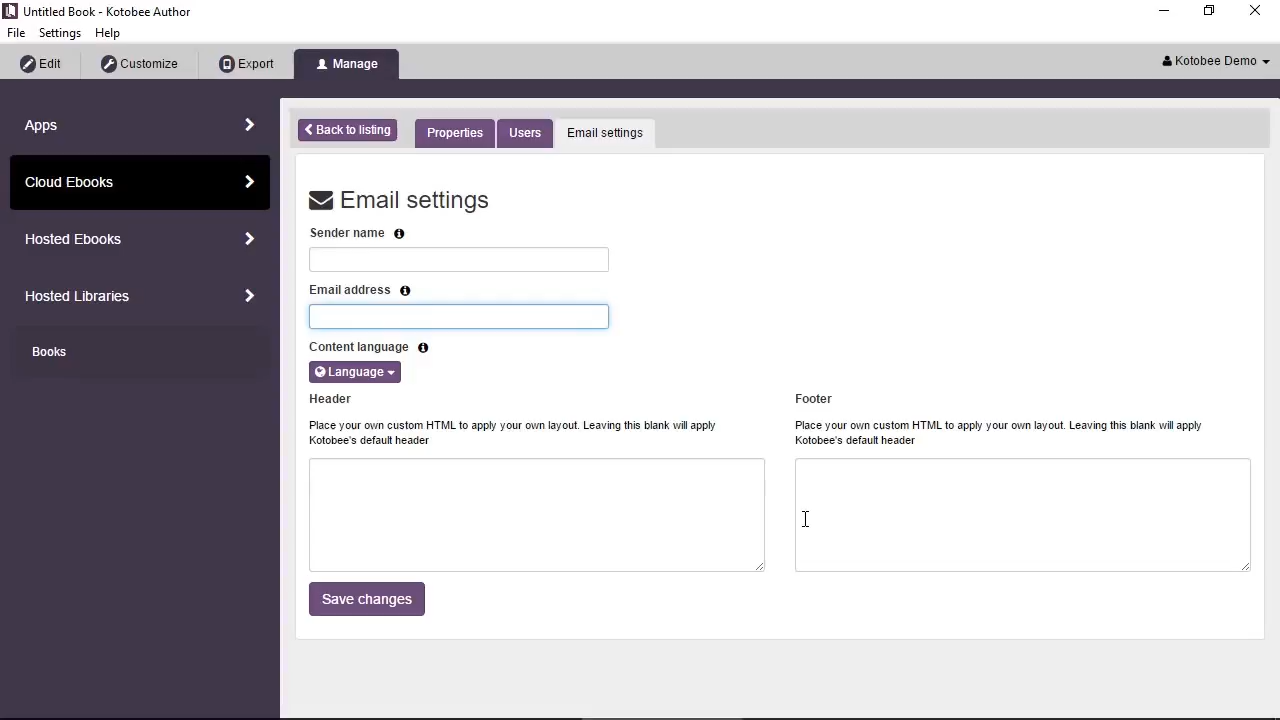 Untitled Book - Kotobee Author
File Settings Help
Edit Customize Export Manage Kotobee Demo
Apps
Cloud Ebooks
Hosted Ebooks
Hosted Libraries
Books
Back to listing Properties Users Email settings
Email settings
Sender name
Email address
Content language
Language
Header
Place your own custom HTML to apply your own layout. Leaving this blank will apply
Kotobee's default header
Footer
Place your own custom HTML to apply your own layout. Leaving this blank will apply
Kotobee's default header
Save changes